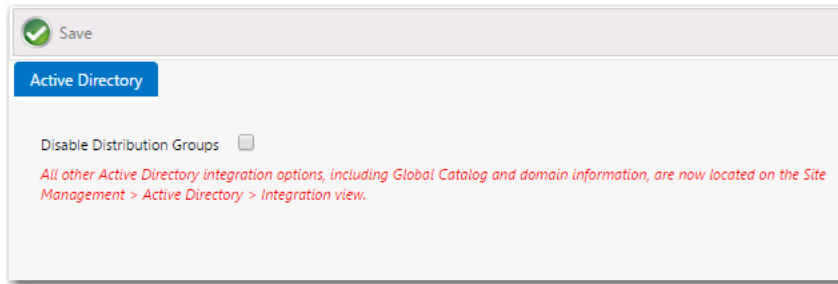 Save
Active Directory
Disable Distribution Groups
All other Active Directory integration options, including Global Catalog and domain information, are now located on the Site
Management > Active Directory > Integration view.